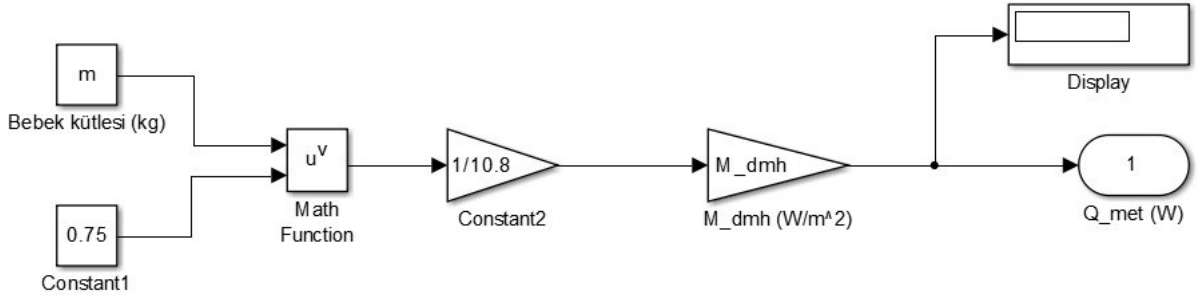 m
Bebek kütlesi (kg)
0.75
Constant1
u^v
Math
Function
1/10.8
Constant2
M_dmh
M_dmh (W/m^2)
Display
1
Q_met (W)